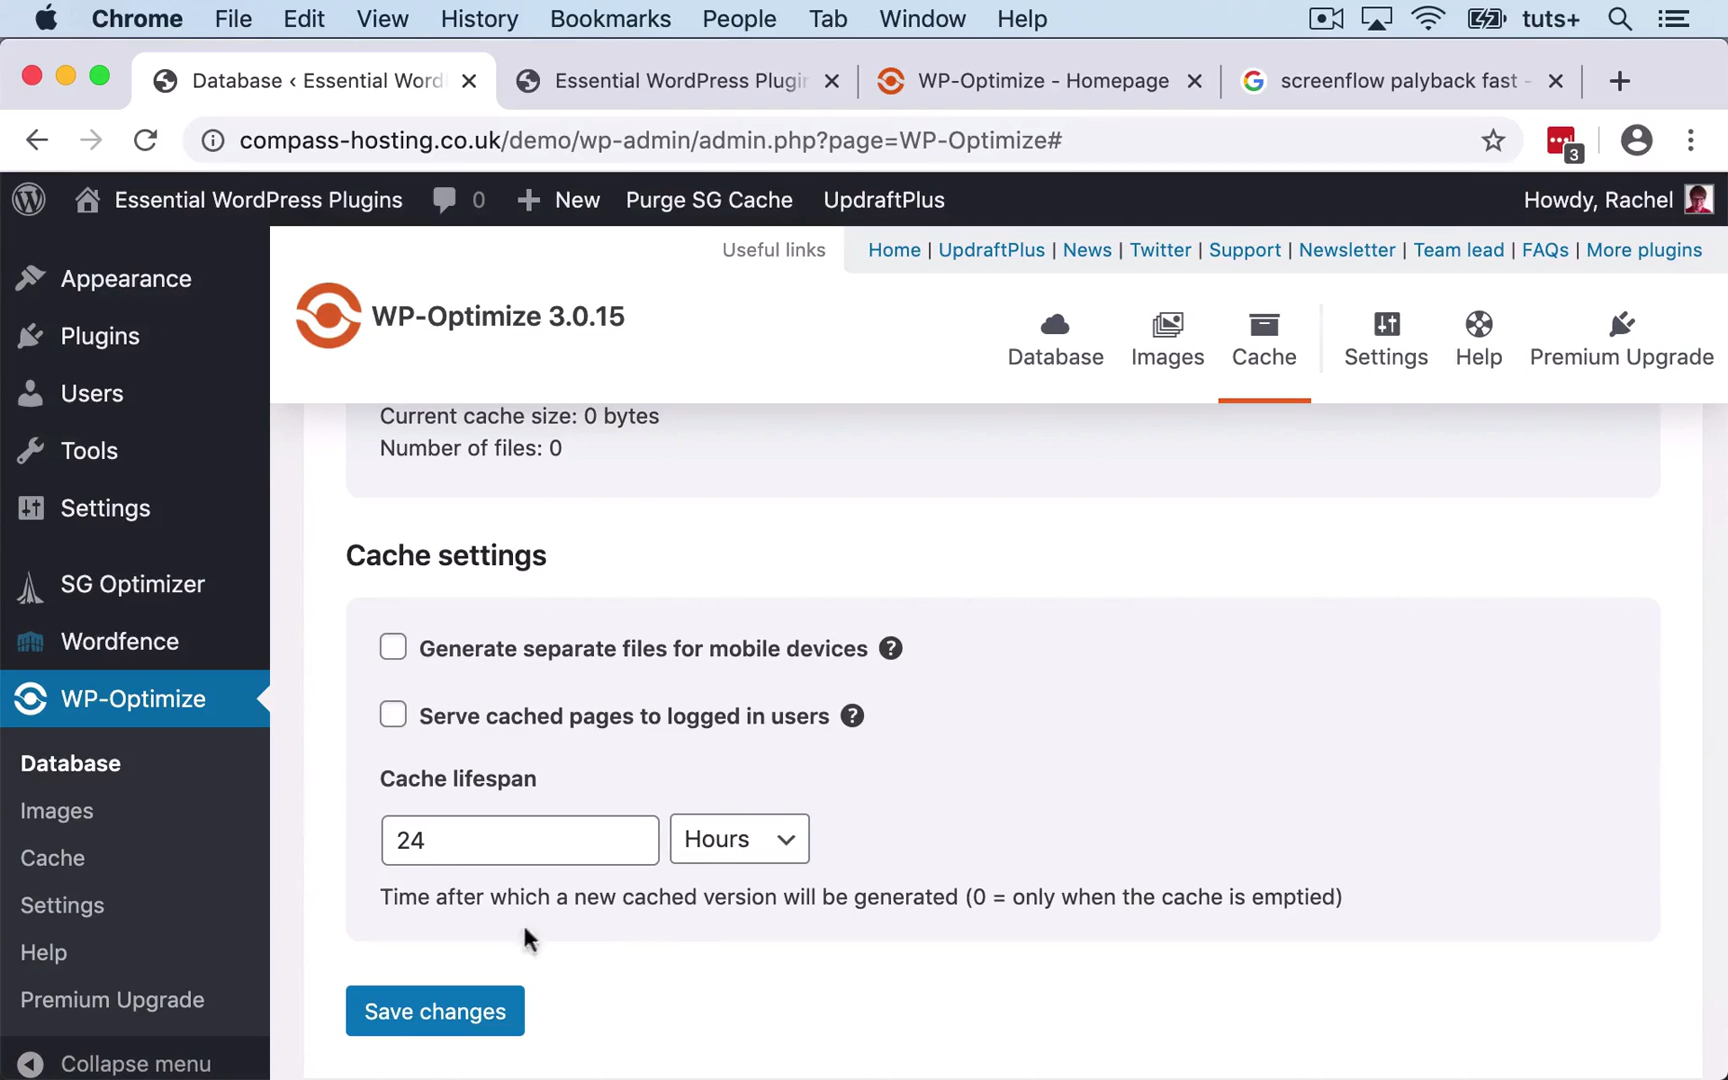 Chrome File Edit View History Bookmarks People Tab Window Help tuts+
Database ‹ Essential Word Essential WordPress Plugin WP-Optimize - Homepage screenflow palyback fast -
compass-hosting.co.uk/demo/wp-admin/admin.php?page=WP-Optimize# 3
Essential WordPress Plugins 0 New Purge SG Cache UpdraftPlus Howdy, Rachel
Useful links Home | UpdraftPlus | News | Twitter | Support | Newsletter | Team lead | FAQs | More plugins
Appearance
Plugins
Users
Tools
Settings
SG Optimizer
Wordfence
WP-Optimize
Database
Images
Cache
Settings
Help
Premium Upgrade
Collapse menu
WP-Optimize 3.0.15
Database Images Cache Settings Help Premium Upgrade
Current cache size: 0 bytes
Number of files: 0
Cache settings
Generate separate files for mobile devices ?
Serve cached pages to logged in users ?
Cache lifespan
24 Hours
Time after which a new cached version will be generated (0 = only when the cache is emptied)
Save changes